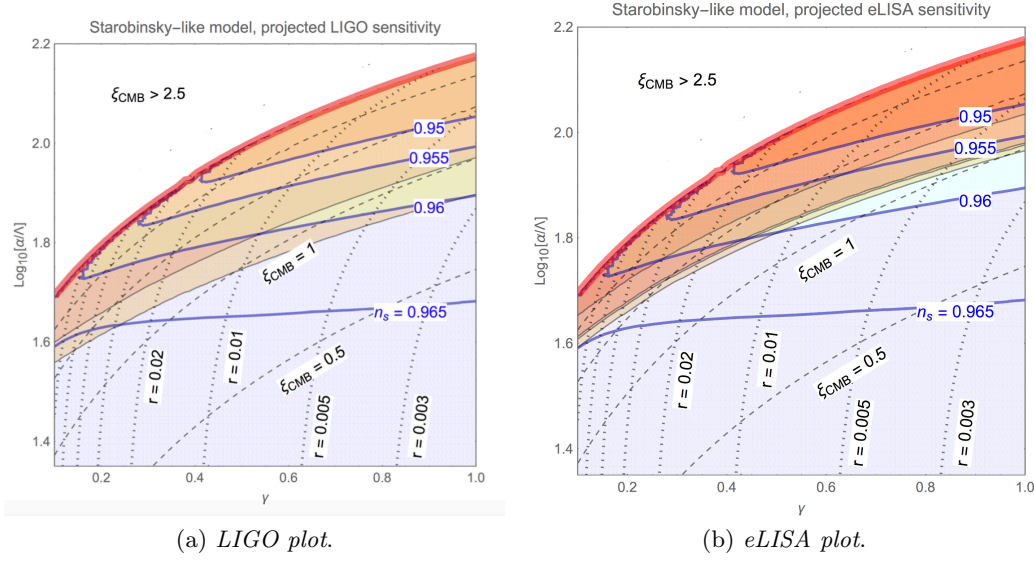 Starobinsky-like model, projected LIGO sensitivity
2.2
2.0
1.8
1.6
1.4
Log₁₀[α/Λ]
ξCMB > 2.5
0.95
0.955
0.96
ξCMB = 1
nₛ = 0.965
ξCMB = 0.5
r = 0.02
r = 0.01
r = 0.005
r = 0.003
0.2 0.4 0.6 0.8 1.0
γ
(a) LIGO plot.
Starobinsky-like model, projected eLISA sensitivity
2.2
2.0
1.8
1.6
1.4
Log₁₀[α/Λ]
ξCMB > 2.5
0.95
0.955
0.96
ξCMB = 1
nₛ = 0.965
ξCMB = 0.5
r = 0.02
r = 0.01
r = 0.005
r = 0.003
0.2 0.4 0.6 0.8 1.0
γ
(b) eLISA plot.